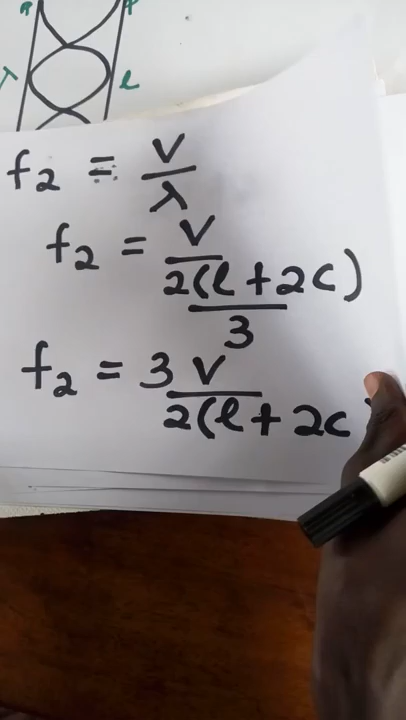 λ l
f₂ = V/λ
f₂ = V/(2(l+2c)/3)
f₂ = 3V/2(l+2c